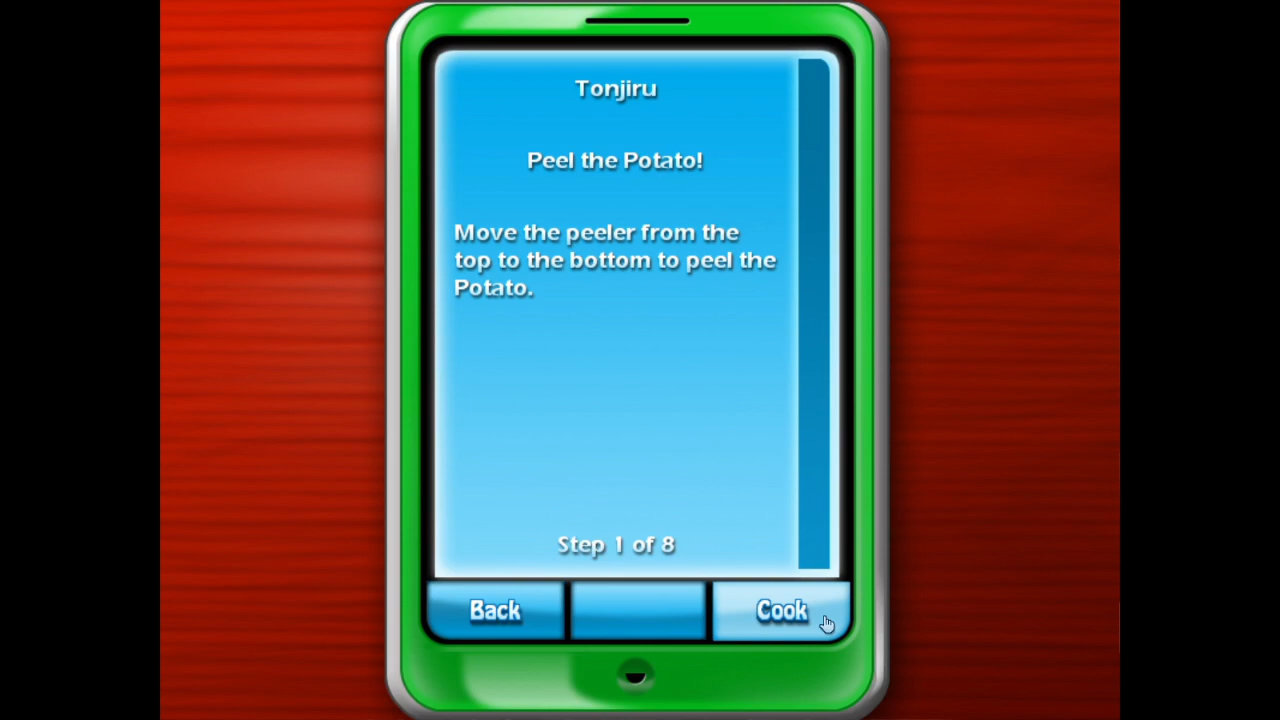 Tonjiru
Peel the Potato!
Move the peeler from the
top to the bottom to peel the
Potato.
Step 1 of 8
Back
Cook